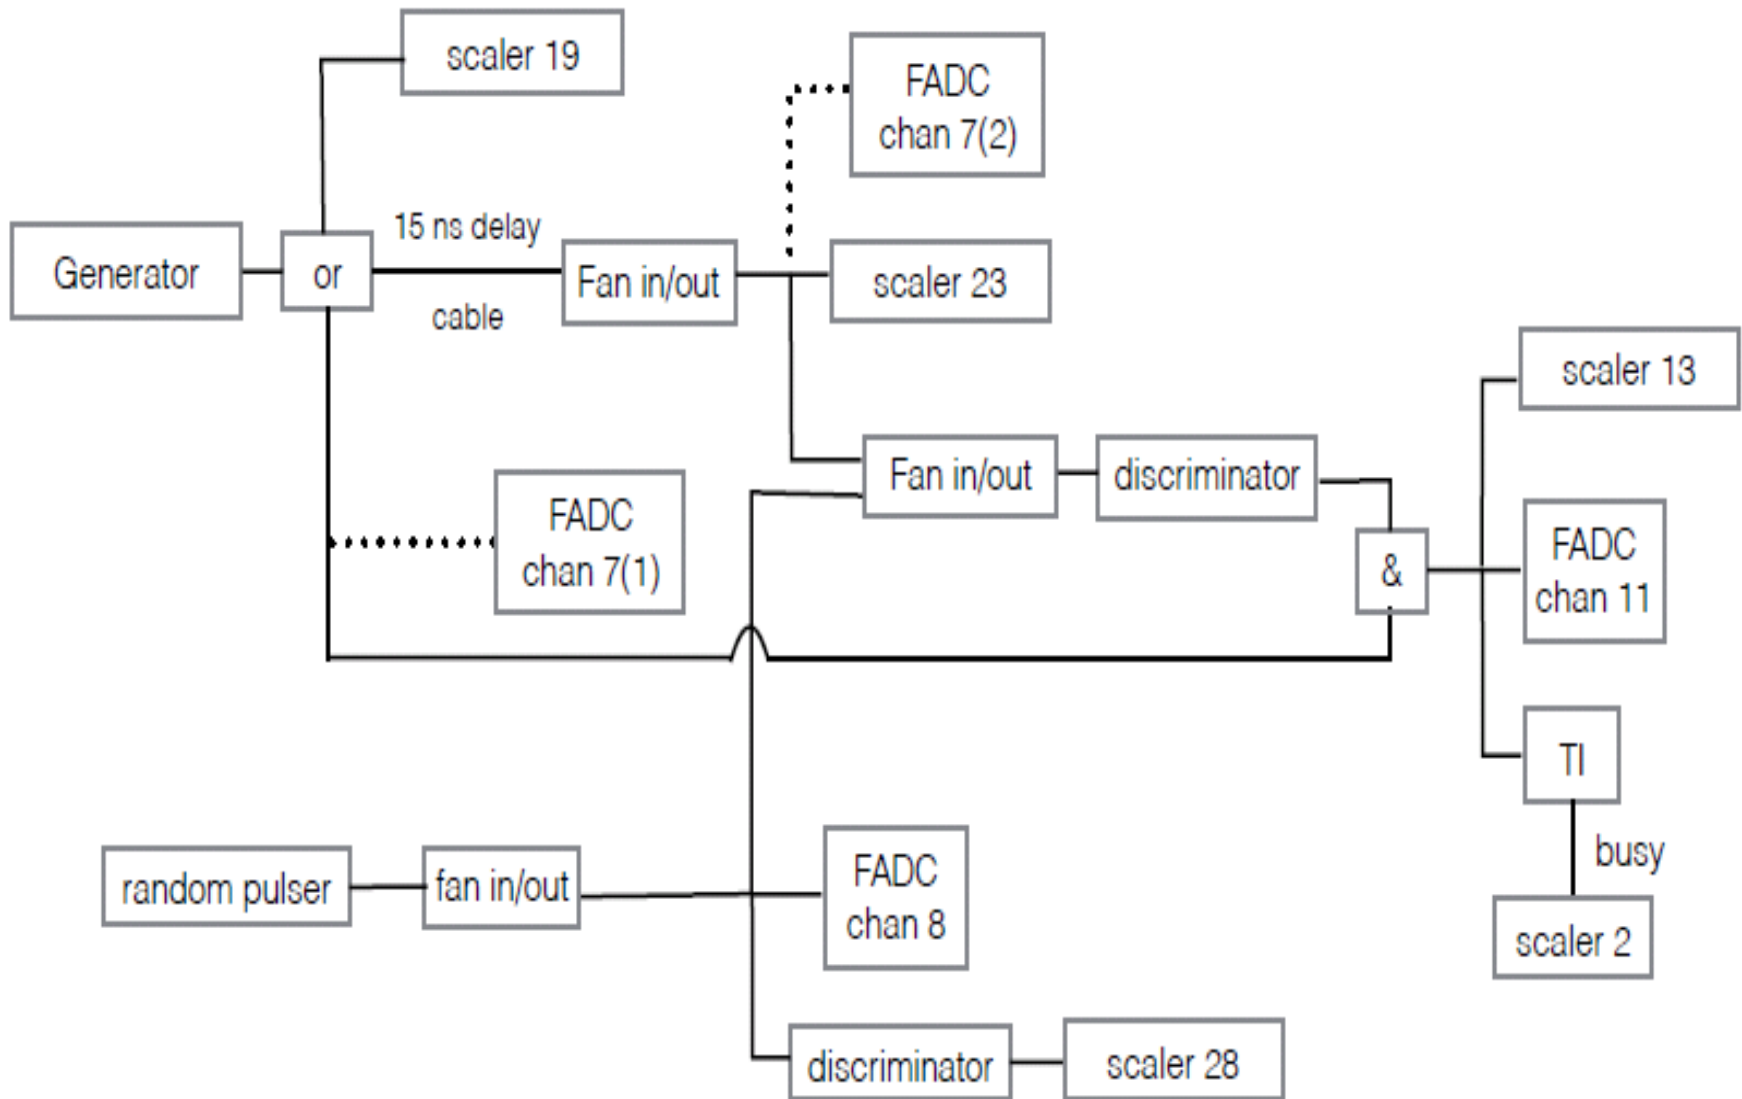 scaler 19
FADC
chan 7(2)
15 ns delay
Generator
or
Fan in/out
scaler 23
cable
scaler 13
Fan in/out
discriminator
FADC
chan 7(1)
&
FADC
chan 11
TI
busy
random pulser
fan in/out
FADC
chan 8
scaler 2
discriminator
scaler 28